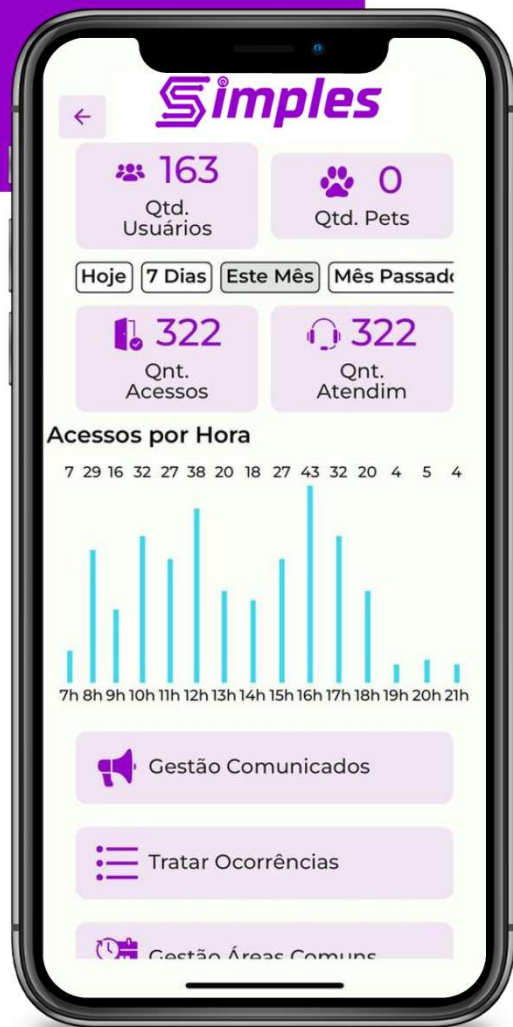 Simples
163
Qtd.
Usuários
0
Qtd. Pets
Hoje 7 Dias Este Mês Mês Passado
322
Qnt.
Acessos
322
Qnt.
Atendim
Acessos por Hora
7 29 16 32 27 38 20 18 27 43 32 20 4 5 4
7h 8h 9h 10h 11h 12h 13h 14h 15h 16h 17h 18h 19h 20h 21h
Gestão Comunicados
Tratar Ocorrências
Gestão Áreas Comuns